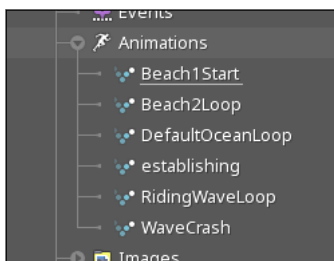 Events
Animations
Beach1Start
Beach2Loop
DefaultOceanLoop
establishing
RidingWaveLoop
WaveCrash
Images